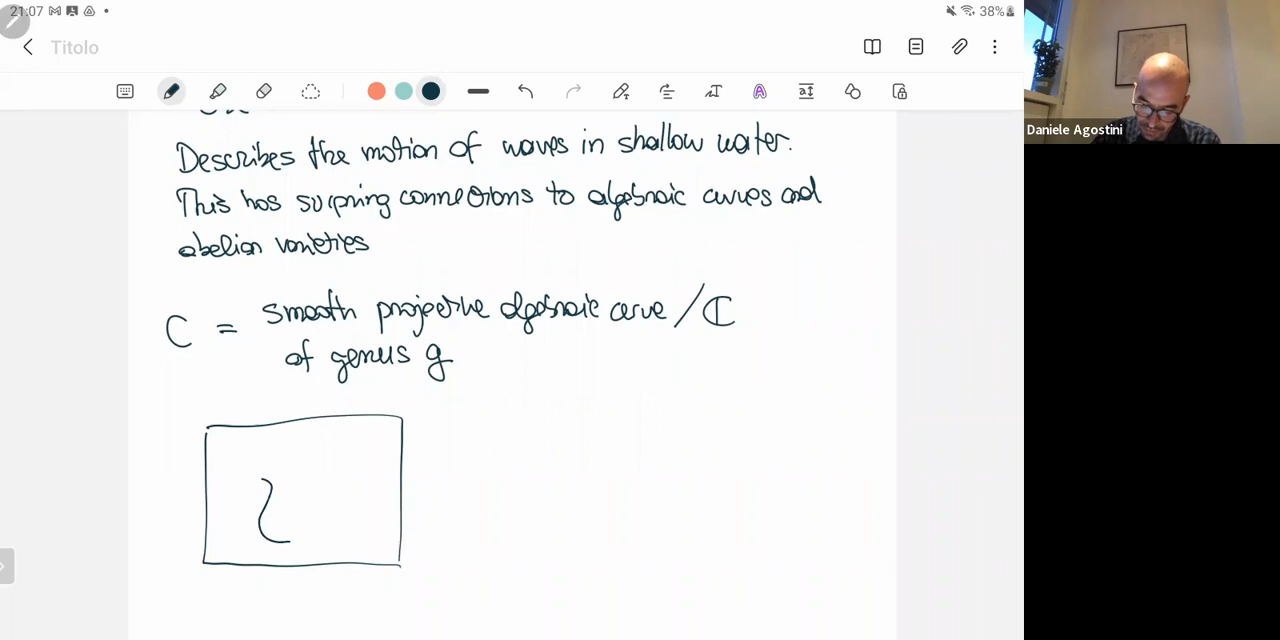 21:07
38%
Titolo
Describes the motion of waves in shallow water.
This has surpring connections to algebraic curves and
abelian varieties
C = smooth projective algebraic curve / ℂ
of genus g
Daniele Agostini